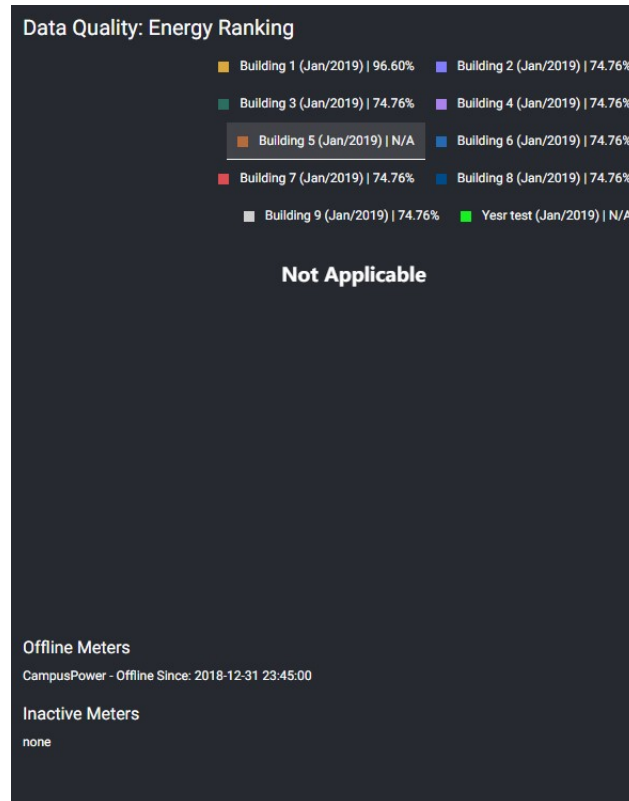 Data Quality: Energy Ranking
Building 1 (Jan/2019) | 96.60% Building 2 (Jan/2019) | 74.76%
Building 3 (Jan/2019) | 74.76% Building 4 (Jan/2019) | 74.76%
Building 5 (Jan/2019) | N/A Building 6 (Jan/2019) | 74.76%
Building 7 (Jan/2019) | 74.76% Building 8 (Jan/2019) | 74.76%
Building 9 (Jan/2019) | 74.76% Yesr test (Jan/2019) | N/A
Not Applicable
Offline Meters
CampusPower - Offline Since: 2018-12-31 23:45:00
Inactive Meters
none